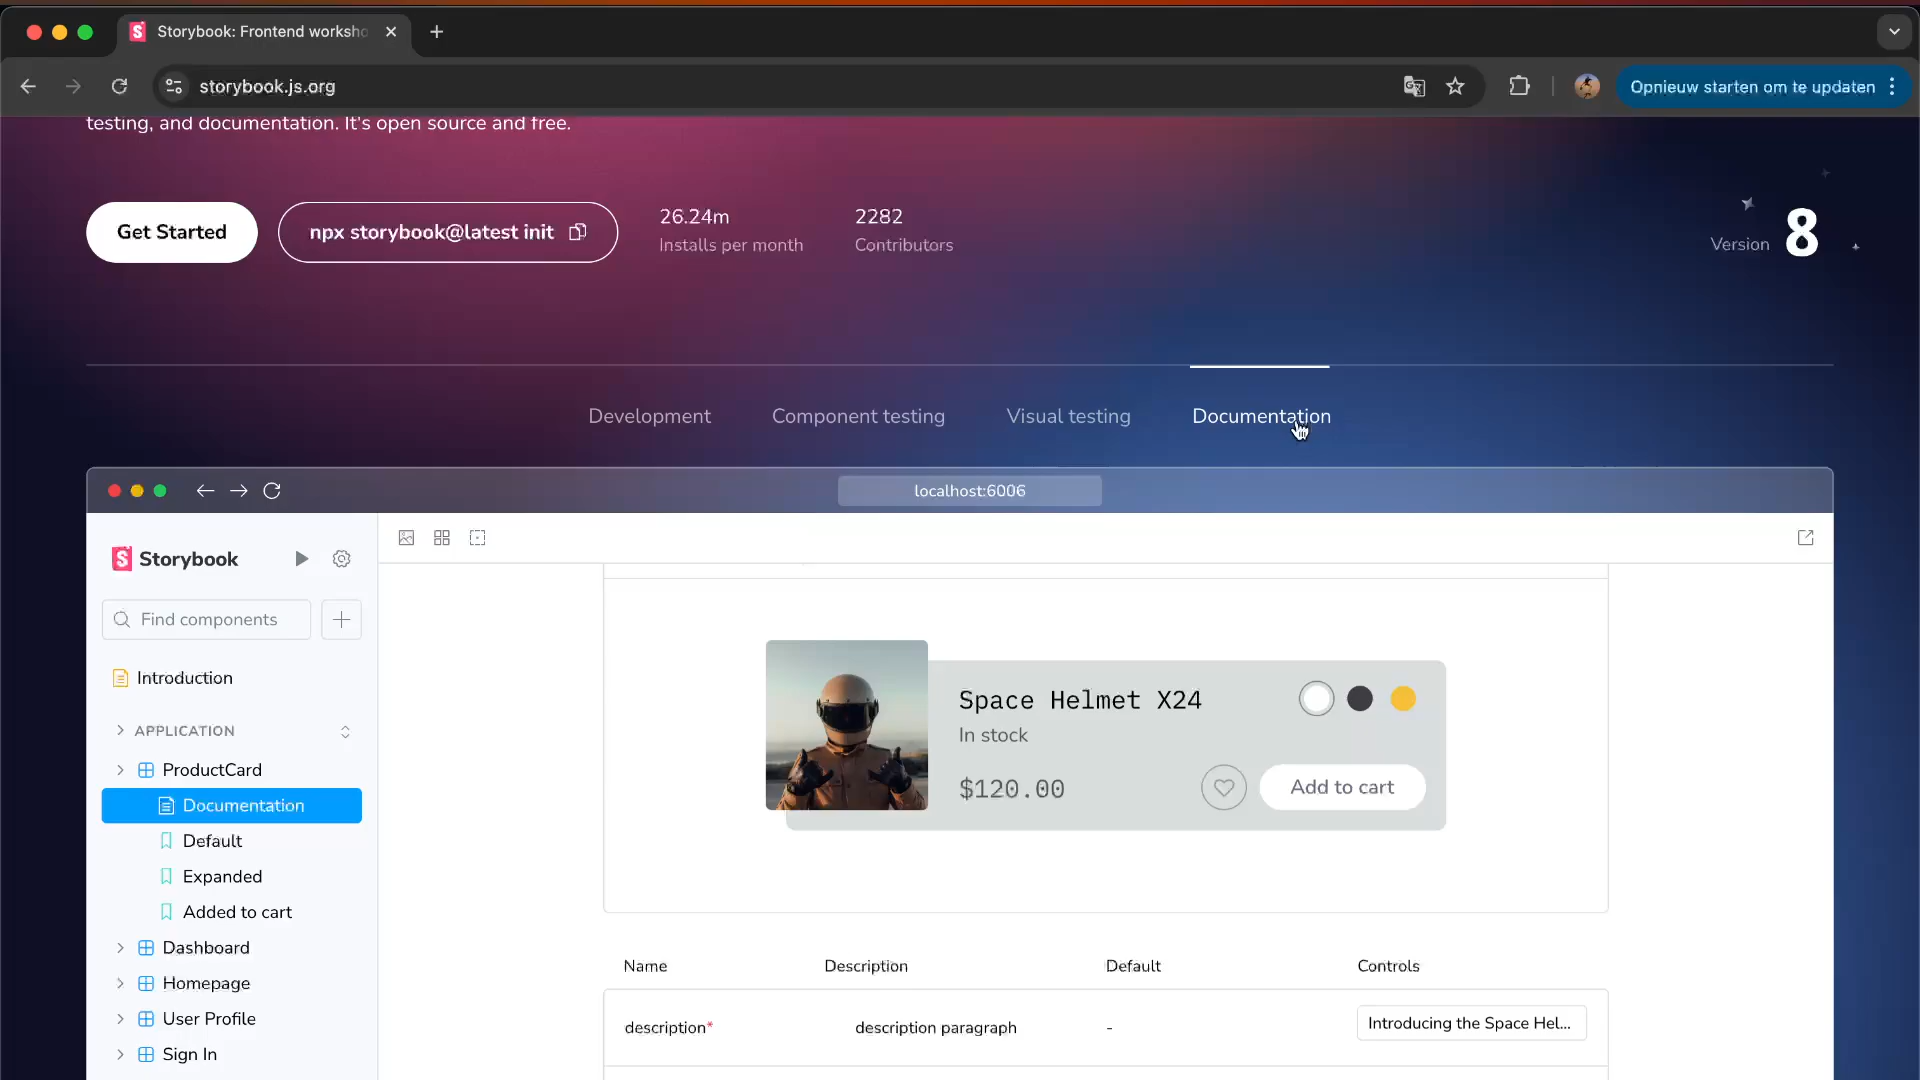 Storybook: Frontend worksho
storybook.js.org
Opnieuw starten om te updaten
testing, and documentation. It's open source and free.
Get Started
npx storybook@latest init
26.24m
Installs per month
2282
Contributors
Version 8
Development
Component testing
Visual testing
Documentation
localhost:6006
Storybook
Find components
Introduction
APPLICATION
ProductCard
Documentation
Default
Expanded
Added to cart
Dashboard
Homepage
User Profile
Sign In
Space Helmet X24
In stock
$120.00
Add to cart
Name Description Default Controls
description* description paragraph - Introducing the Space Hel...